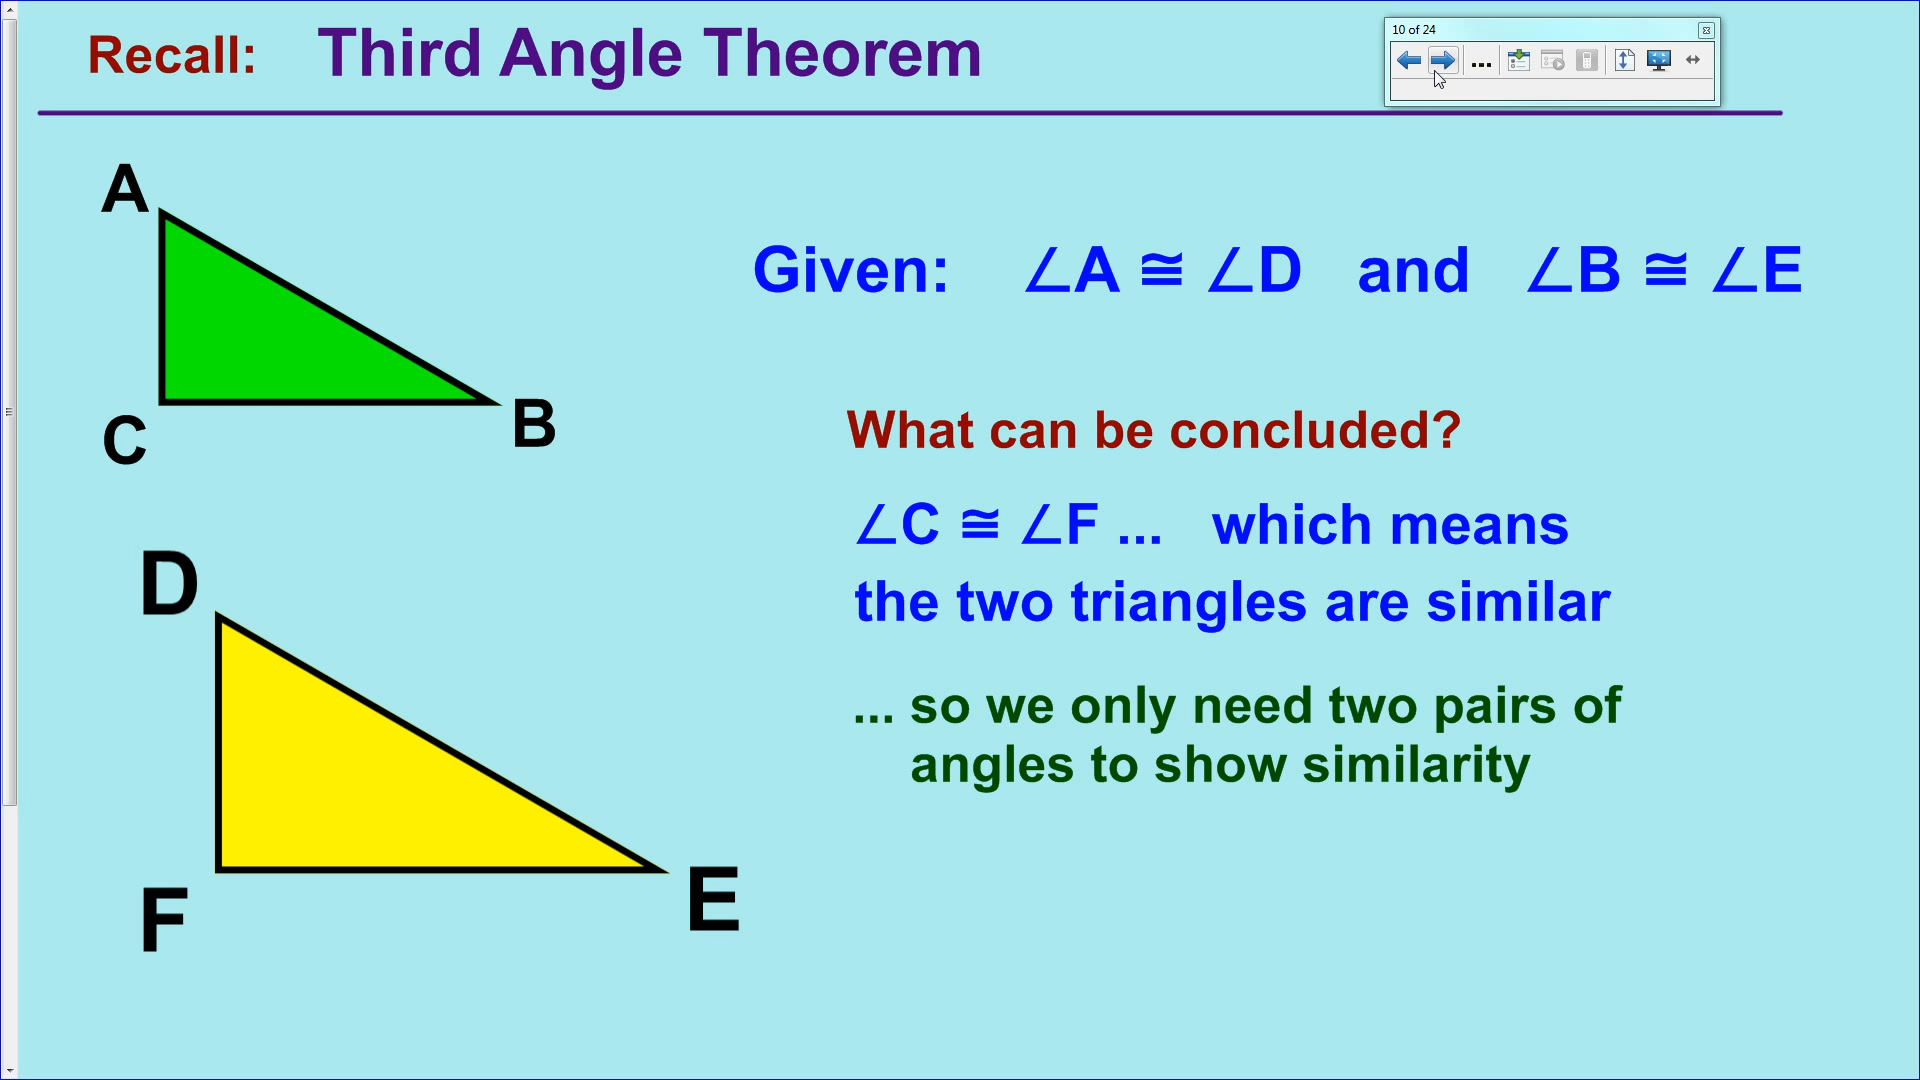 Recall: Third Angle Theorem
10 of 24
...
A
C
B
Given: ∠A ≅ ∠D and ∠B ≅ ∠E
What can be concluded?
∠C ≅ ∠F ... which means
the two triangles are similar
... so we only need two pairs of
angles to show similarity
D
F
E